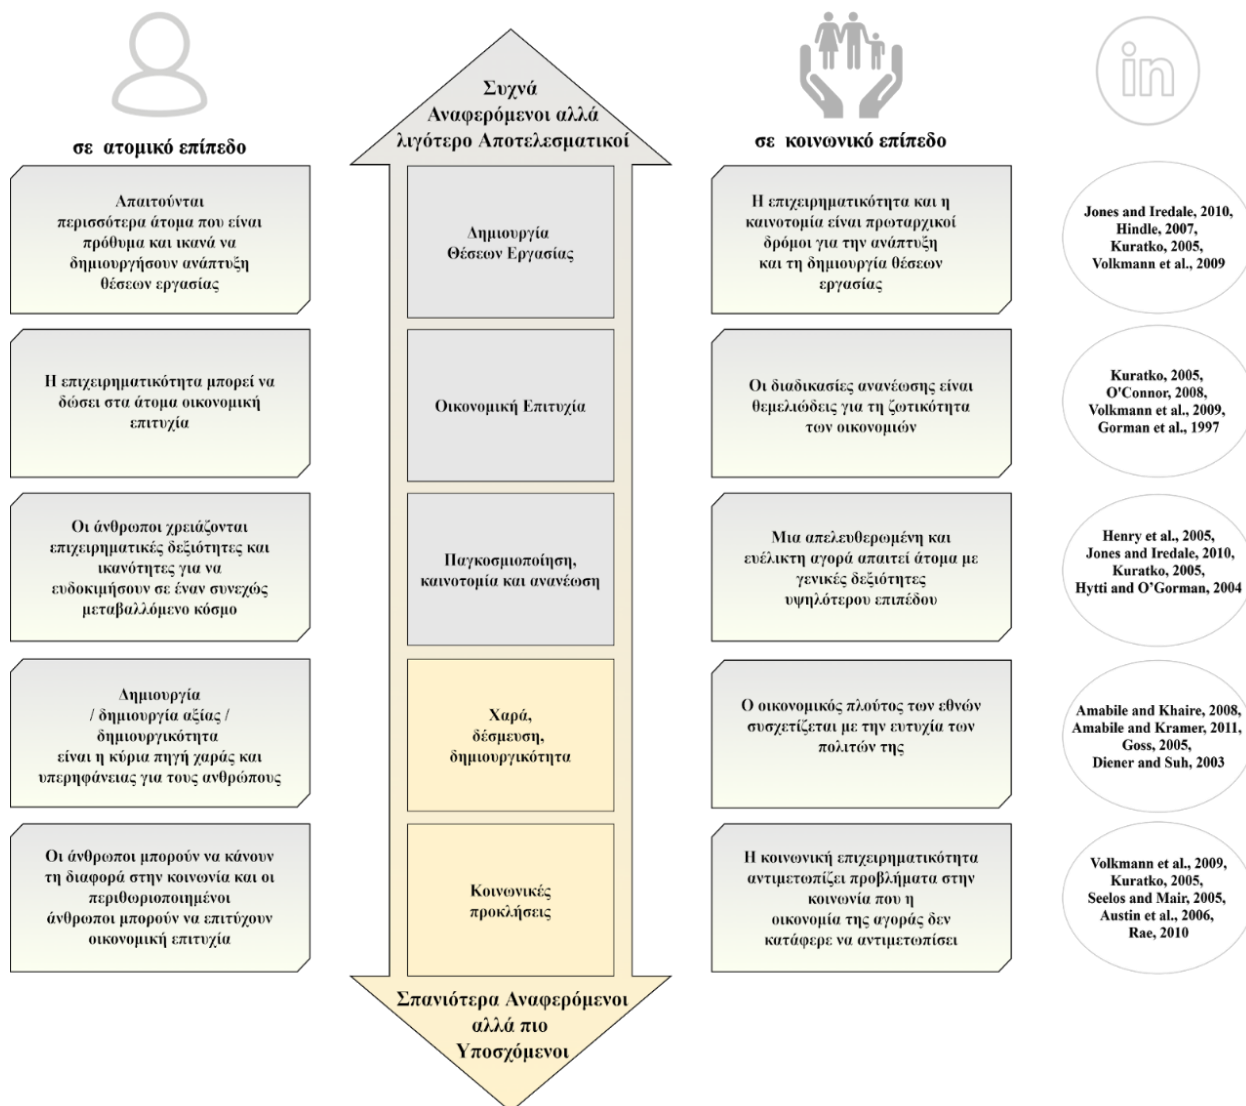 in
σε ατομικό επίπεδο
Συχνά
Αναφερόμενοι αλλά
λιγότερο Αποτελεσματικοί
σε κοινωνικό επίπεδο
Απαιτούνται
περισσότερα άτομα που είναι
πρόθυμα και ικανά να
δημιουργήσουν ανάπτυξη
θέσεων εργασίας
Δημιουργία
Θέσεων Εργασίας
Η επιχειρηματικότητα και η
καινοτομία είναι πρωταρχικοί
δρόμοι για την ανάπτυξη
και τη δημιουργία θέσεων
εργασίας
Jones and Iredale, 2010,
Hindle, 2007,
Kuratko, 2005,
Volkmann et al., 2009
Η επιχειρηματικότητα μπορεί να
δώσει στα άτομα οικονομική
επιτυχία
Οικονομική Επιτυχία
Οι διαδικασίες ανανέωσης είναι
θεμελιώδεις για τη ζωτικότητα
των οικονομιών
Kuratko, 2005,
O'Connor, 2008,
Volkmann et al., 2009,
Gorman et al., 1997
Οι άνθρωποι χρειάζονται
επιχειρηματικές δεξιότητες και
ικανότητες για να
ευδοκιμήσουν σε έναν συνεχώς
μεταβαλλόμενο κόσμο
Παγκοσμιοποίηση,
καινοτομία και ανανέωση
Μια απελευθερωμένη και
ευέλικτη αγορά απαιτεί άτομα με
γενικές δεξιότητες
υψηλότερου επιπέδου
Henry et al., 2005,
Jones and Iredale, 2010,
Kuratko, 2005,
Hytti and O’Gorman, 2004
Δημιουργία
/ δημιουργία αξίας /
δημιουργικότητα
είναι η κύρια πηγή χαράς και
υπερηφάνειας για τους ανθρώπους
Χαρά,
δέσμευση,
δημιουργικότητα
Ο οικονομικός πλούτος των εθνών
συσχετίζεται με την ευτυχία των
πολιτών της
Amabile and Khaire, 2008,
Amabile and Kramer, 2011,
Goss, 2005,
Diener and Suh, 2003
Οι άνθρωποι μπορούν να κάνουν
τη διαφορά στην κοινωνία και οι
περιθωριοποιημένοι
άνθρωποι μπορούν να επιτύχουν
οικονομική επιτυχία
Κοινωνικές
προκλήσεις
Η κοινωνική επιχειρηματικότητα
αντιμετωπίζει προβλήματα στην
κοινωνία που η
οικονομία της αγοράς δεν
κατάφερε να αντιμετωπίσει
Volkmann et al., 2009,
Kuratko, 2005,
Seelos and Mair, 2005,
Austin et al., 2006,
Rae, 2010
Σπανιότερα Αναφερόμενοι
αλλά πιο
Υποσχόμενοι